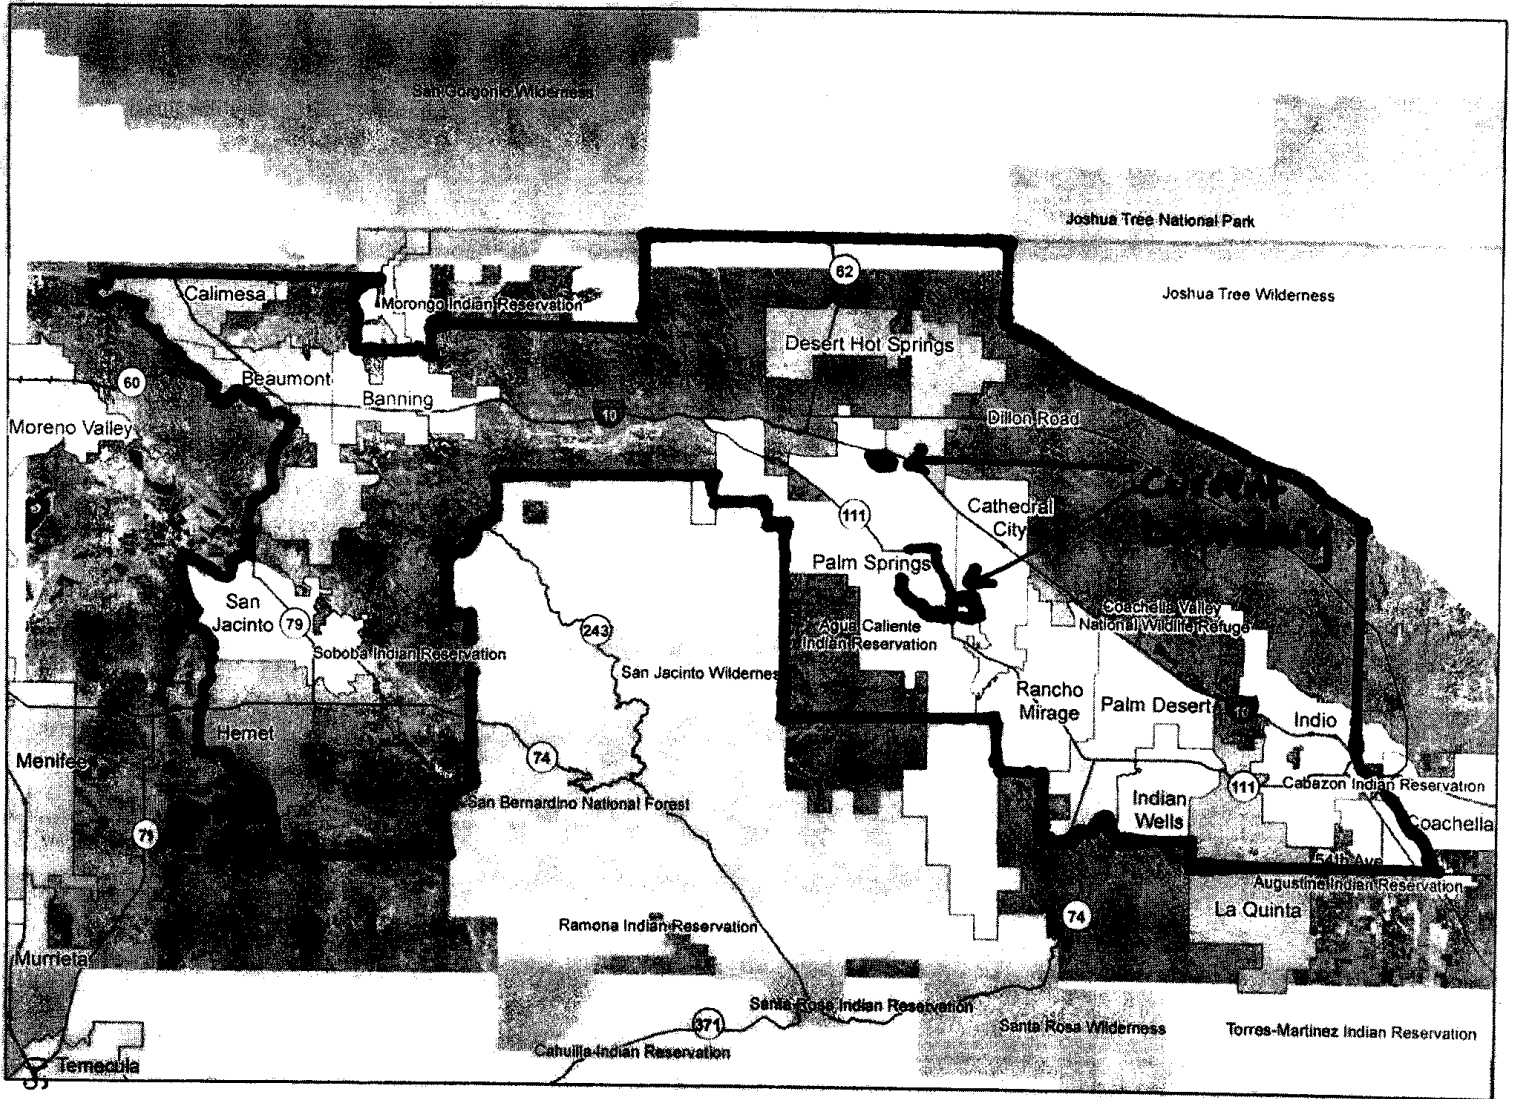 San Gorgonio Wilderness
Joshua Tree National Park
62
Joshua Tree Wilderness
Calimesa
Morongo Indian Reservation
Desert Hot Springs
60
Beaumont
Banning
10
Dillon Road
Moreno Valley
111
Cathedral
City
Palm Springs
San
Jacinto
79
243
Agua Caliente
Indian Reservation
Coachella Valley
National Wildlife Refuge
Soboba Indian Reservation
San Jacinto Wilderness
Rancho
Mirage
Palm Desert
10
Indio
Hemet
Menifee
74
Cabazon Indian Reservation
111
San Bernardino National Forest
Indian
Wells
Coachella
79
54th Ave
Augustine Indian Reservation
La Quinta
74
Ramona Indian Reservation
Murrieta
Santa Rosa Indian Reservation
371
Santa Rosa Wilderness
Torres-Martinez Indian Reservation
Cahuilla Indian Reservation
Temecula